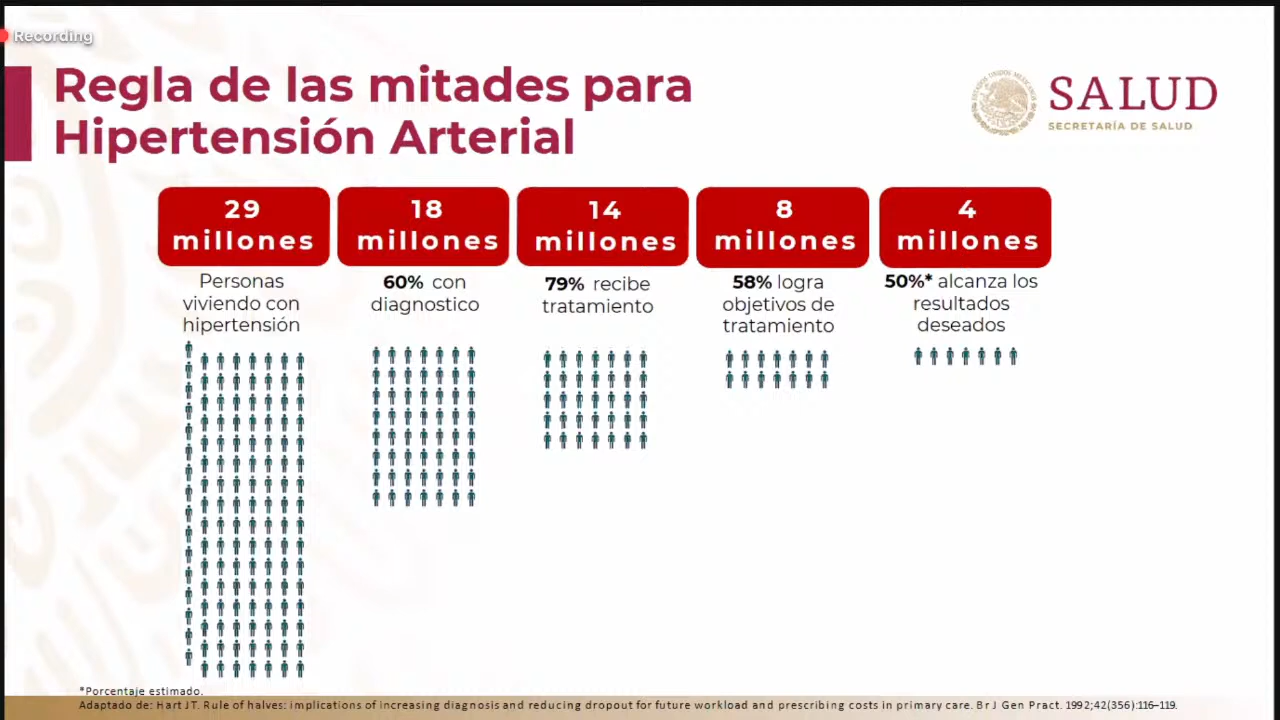 Recording
Regla de las mitades para
Hipertensión Arterial
SALUD
SECRETARÍA DE SALUD
29
millones
Personas
viviendo con
hipertensión
18
millones
60% con
diagnostico
14
millones
79% recibe
tratamiento
8
millones
58% logra
objetivos de
tratamiento
4
millones
50%* alcanza los
resultados
deseados
*Porcentaje estimado.
Adaptado de: Hart JT. Rule of halves: implications of increasing diagnosis and reducing dropout for future workload and prescribing costs in primary care. Br J Gen Pract. 1992;42(356):116–119.